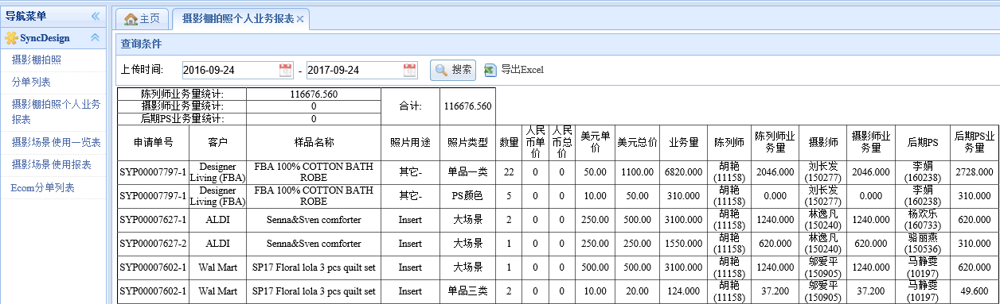 导航菜单
SyncDesign
摄影棚拍照
分单列表
摄影棚拍照个人业务
报表
摄影场景使用一览表
摄影场景使用报表
Ecom分单列表
主页 摄影棚拍照个人业务报表
查询条件
上传时间: 2016-09-24 - 2017-09-24 搜索 导出Excel
陈列师业务量统计: 116676.560 合计: 116676.560
摄影师业务量统计: 0
后期PS业务量统计: 0
申请单号 客户 样品名称 照片用途 照片类型 数量 人民币单价 人民币总价 美元单价 美元总价 业务量 陈列师 陈列师业务量 摄影师 摄影师业务量 后期PS 后期PS业务量
SYP00007797-1 Designer Living (FBA) FBA 100% COTTON BATH ROBE 其它- 单品一类 22 0 0 50.00 1100.00 6820.000 胡艳(11158) 2046.000 刘长发(150277) 2046.000 李娟(160238) 2728.000
SYP00007797-1 Designer Living (FBA) FBA 100% COTTON BATH ROBE 其它- PS颜色 5 0 0 10.00 50.00 310.000 胡艳(11158) 0.000 刘长发(150277) 0.000 李娟(160238) 310.000
SYP00007627-1 ALDI Senna&Sven comforter Insert 大场景 2 0 0 250.00 500.00 3100.000 胡艳(11158) 1240.000 林逸凡(150240) 1240.000 杨欢乐(160733) 620.000
SYP00007627-2 ALDI Senna&Sven comforter Insert 大场景 1 0 0 250.00 250.00 1550.000 胡艳(11158) 620.000 林逸凡(150240) 620.000 骆丽燕(150536) 310.000
SYP00007602-1 Wal Mart SP17 Floral lola 3 pcs quilt set Insert 大场景 1 0 0 500.00 500.00 3100.000 胡艳(11158) 1240.000 邬爱平(150905) 1240.000 马静雯(10197) 620.000
SYP00007602-1 Wal Mart SP17 Floral lola 3 pcs quilt set Insert 单品三类 2 0 0 10.00 20.00 124.000 胡艳(11158) 37.200 邬爱平(150905) 37.200 马静雯(10197) 49.600